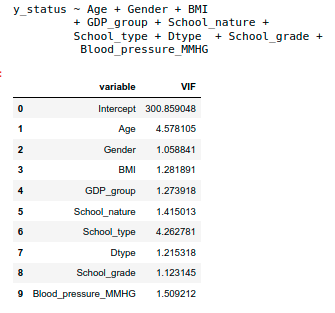 y_status ~ Age + Gender + BMI
+ GDP_group + School_nature +
School_type + Dtype + School_grade +
Blood_pressure_MMHG
variable VIF
0 Intercept 300.859048
1 Age 4.578105
2 Gender 1.058841
3 BMI 1.281891
4 GDP_group 1.273918
5 School_nature 1.415013
6 School_type 4.262781
7 Dtype 1.215318
8 School_grade 1.123145
9 Blood_pressure_MMHG 1.509212